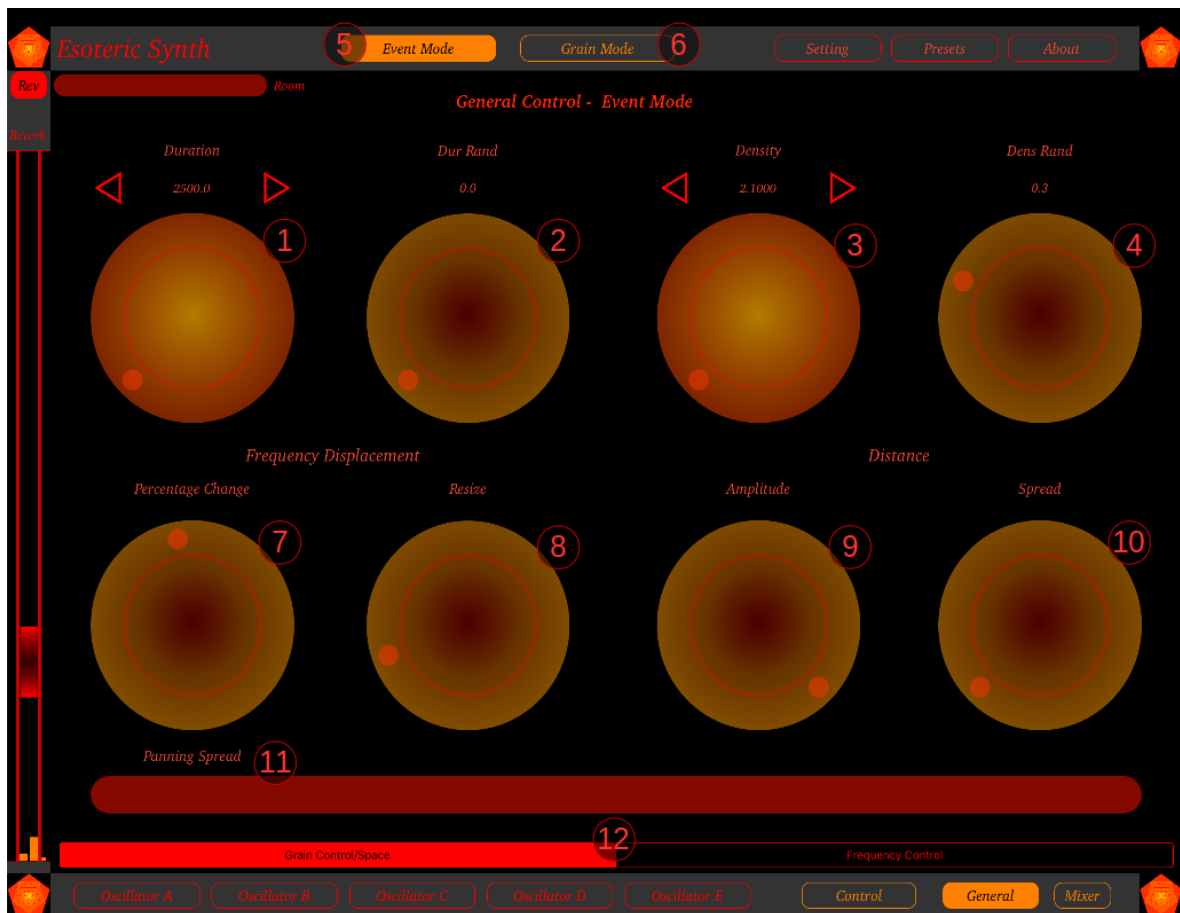 Esoteric Synth 5 Event Mode Grain Mode 6 Setting Presets About
Rev Room
General Control - Event Mode
Reverb
Duration Dur Rand Density Dens Rand
2500.0 0.0 2.1000 0.3
1 2 3 4
Frequency Displacement Distance
Percentage Change Resize Amplitude Spread
7 8 9 10
Panning Spread 11
12
Grain Control/Space Frequency Control
Oscillator A Oscillator B Oscillator C Oscillator D Oscillator E Control General Mixer